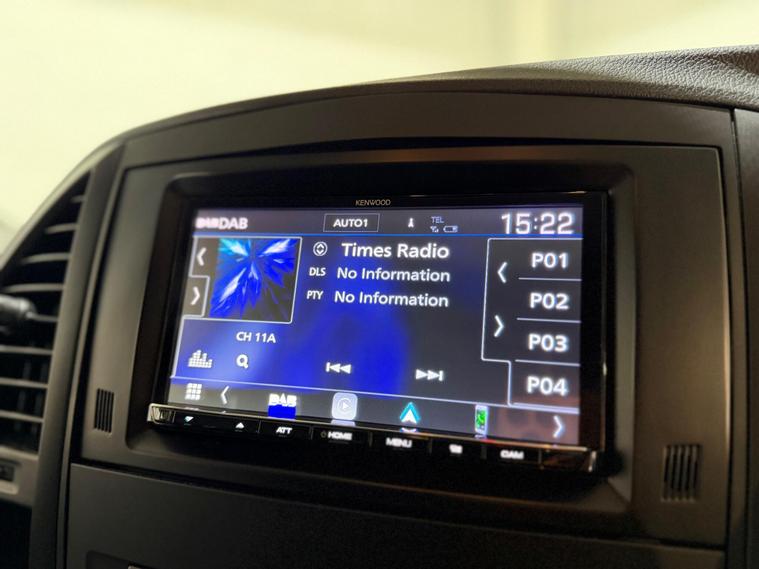 KENWOOD
DAB AUTO1 TEL 15:22
Times Radio
DLS No Information
PTY No Information
CH 11A
P01
P02
P03
P04
DAB
ATT HOME MENU CAM